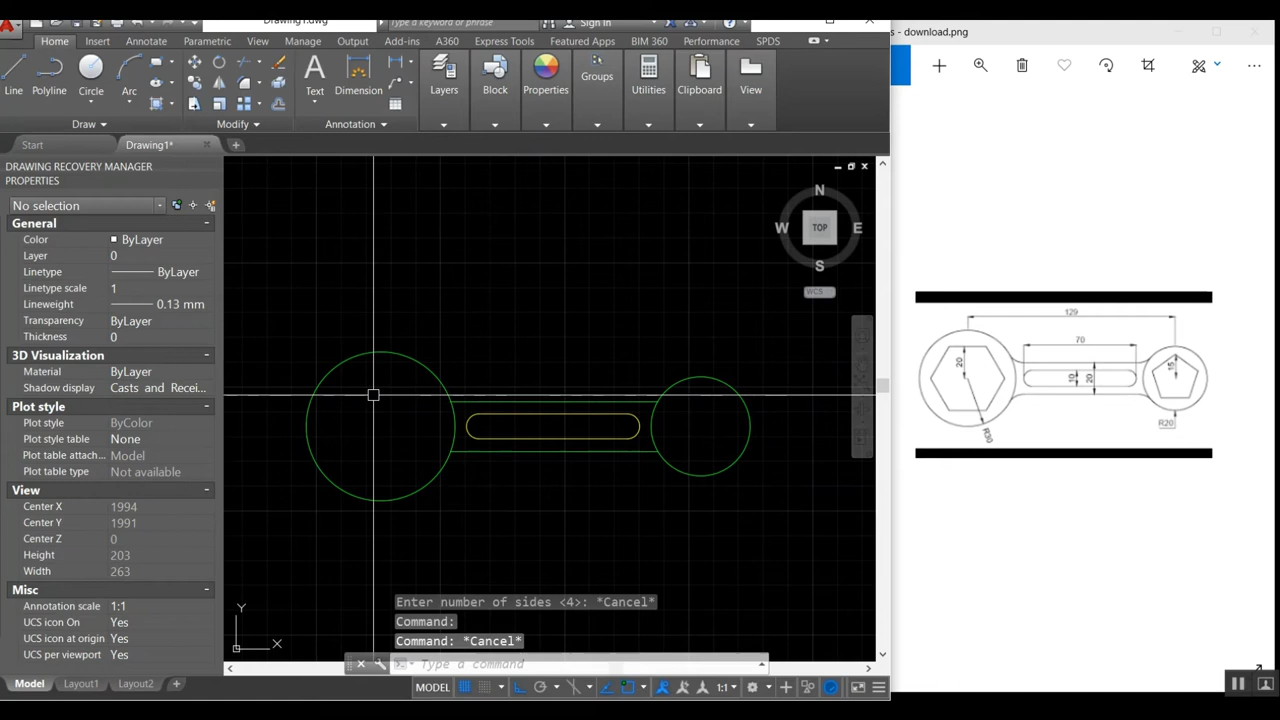 Drawing1.dwg
Type a keyword or phrase
Sign In
s - download.png
Home Insert Annotate Parametric View Manage Output Add-ins A360 Express Tools Featured Apps BIM 360 Performance SPDS
Line Polyline Circle Arc Text Dimension Layers Block Properties Groups Utilities Clipboard View
Draw Modify Annotation
Start Drawing1*
DRAWING RECOVERY MANAGER
PROPERTIES
No selection
General
Color ByLayer
Layer 0
Linetype ByLayer
Linetype scale 1
Lineweight 0.13 mm
Transparency ByLayer
Thickness 0
3D Visualization
Material ByLayer
Shadow display Casts and Recei...
Plot style
Plot style ByColor
Plot style table None
Plot table attach... Model
Plot table type Not available
View
Center X 1994
Center Y 1991
Center Z 0
Height 203
Width 263
Misc
Annotation scale 1:1
UCS icon On Yes
UCS icon at origin Yes
UCS per viewport Yes
N
W TOP E
S
WCS
129
70
20 10 20 15
R30
R20
Y
X
Enter number of sides <4>: *Cancel*
Command:
Command: *Cancel*
Type a command
Model Layout1 Layout2
MODEL 1:1